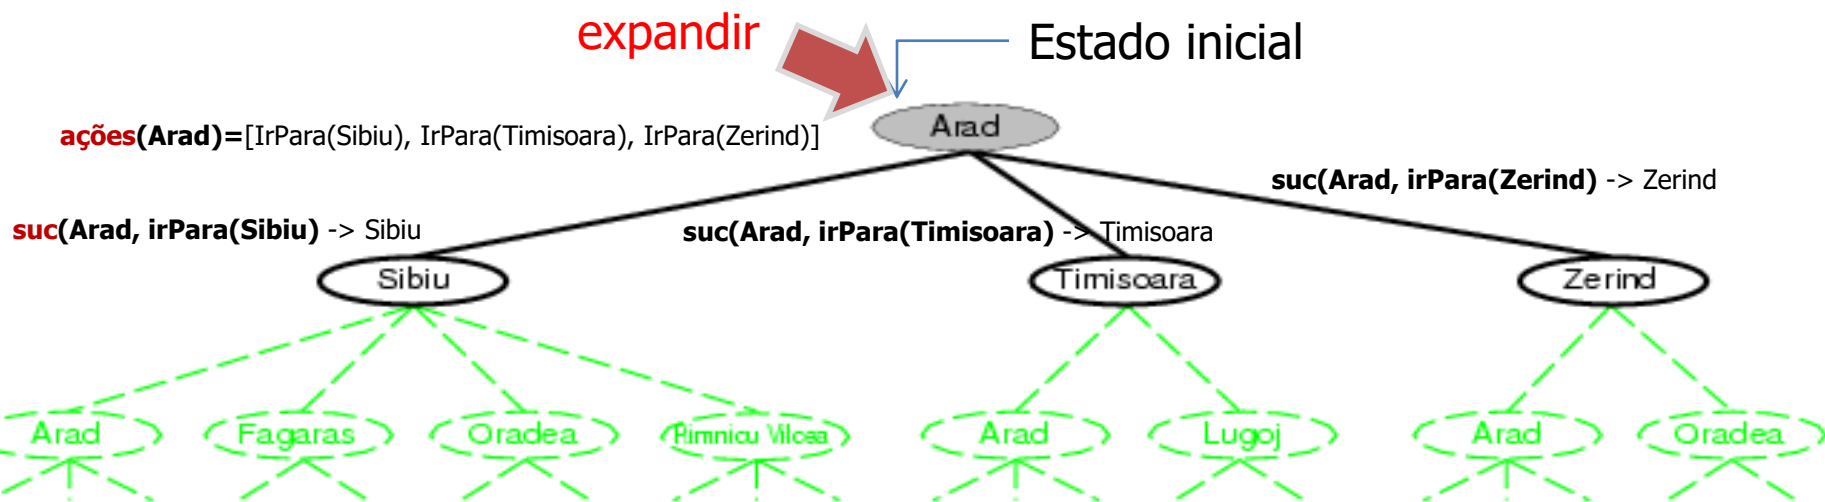 expandir
Estado inicial
Arad
ações(Arad)=[IrPara(Sibiu), IrPara(Timisoara), IrPara(Zerind)]
suc(Arad, irPara(Zerind) -> Zerind
suc(Arad, irPara(Sibiu) -> Sibiu
suc(Arad, irPara(Timisoara) -> Timisoara
Sibiu
Timisoara
Zerind
Arad
Fagaras
Oradea
Rimnicu Vilcea
Arad
Lugoj
Arad
Oradea